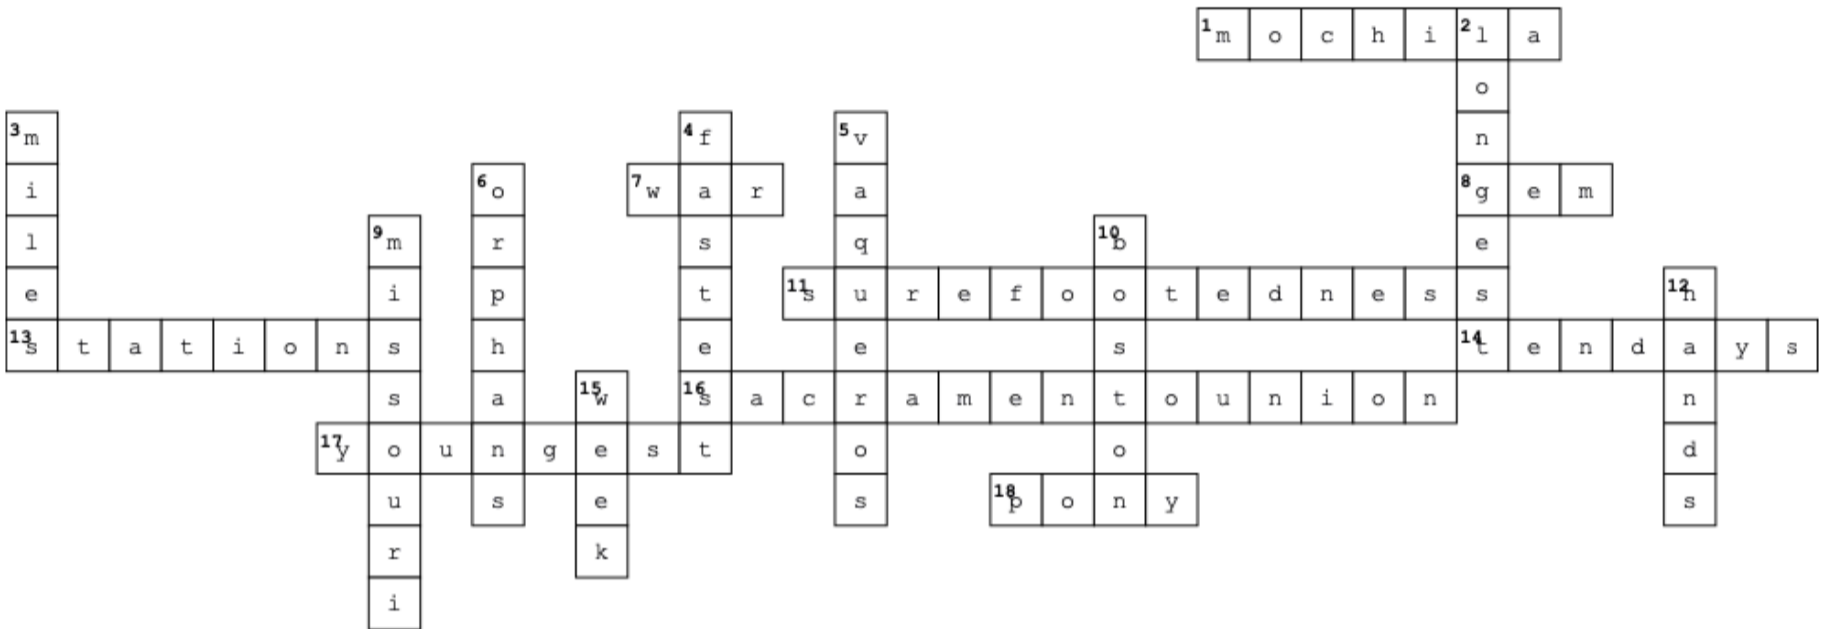 1 m o c h i 2 l a
o
3 m 4 f 5 v n
i 6 o 7 w a r a 8 g e m
l 9 m r s q 10 b e
e i p t 11 s u r e f o o t e d n e s s 12 h
13 s t a t i o n s h e e s 14 t e n d a y s
s a 15 w 16 s a c r a m e n t o u n i o n n
17 y o u n g e s t o o d
u s e s 18 p o n y s
r k
i